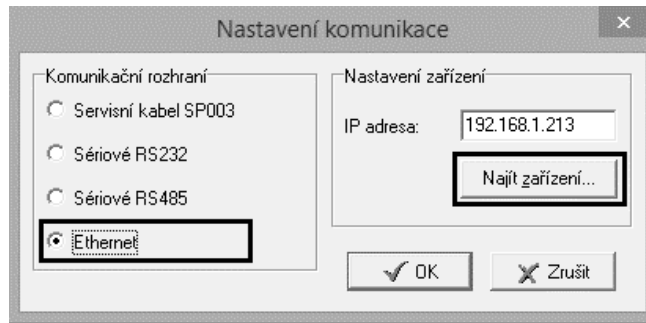 Nastavení komunikace
Komunikační rozhraní
Servisní kabel SP003
Sériové RS232
Sériové RS485
Ethernet
Nastavení zařízení
IP adresa: 192.168.1.213
Najít zařízení...
OK
Zrušit